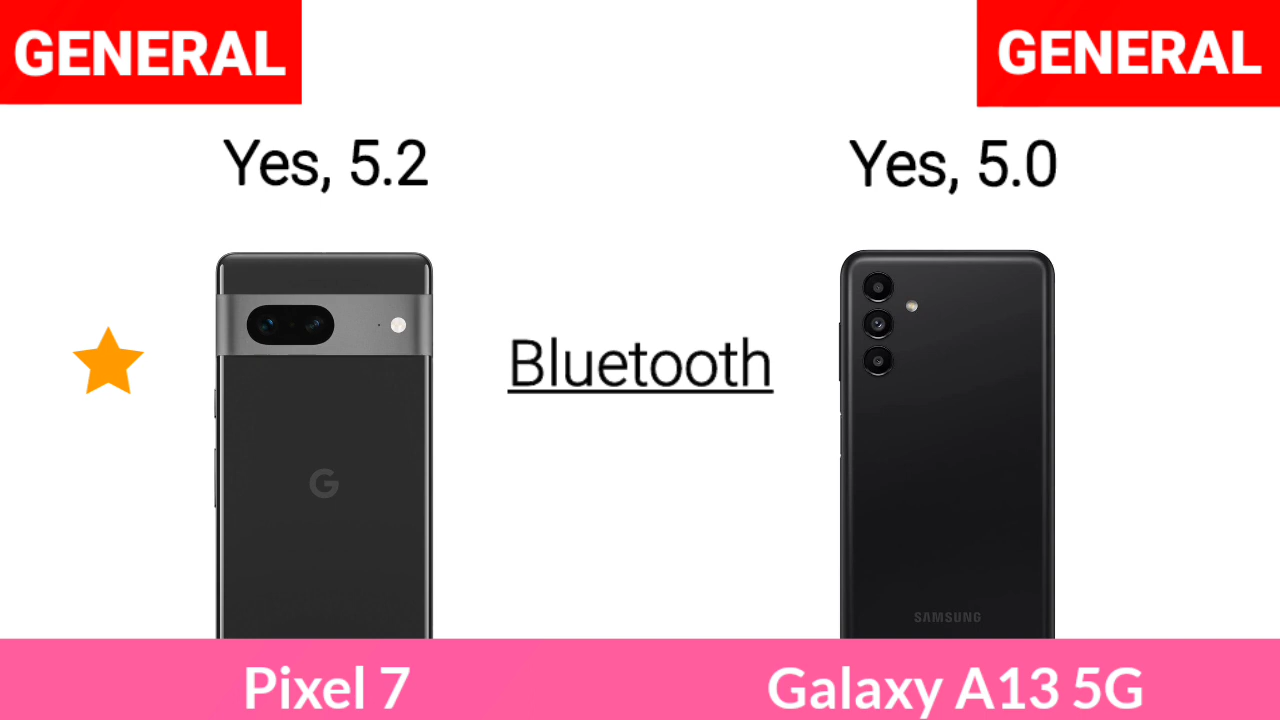 GENERAL
GENERAL
Yes, 5.2
Yes, 5.0
Bluetooth
G
SAMSUNG
Pixel 7
Galaxy A13 5G